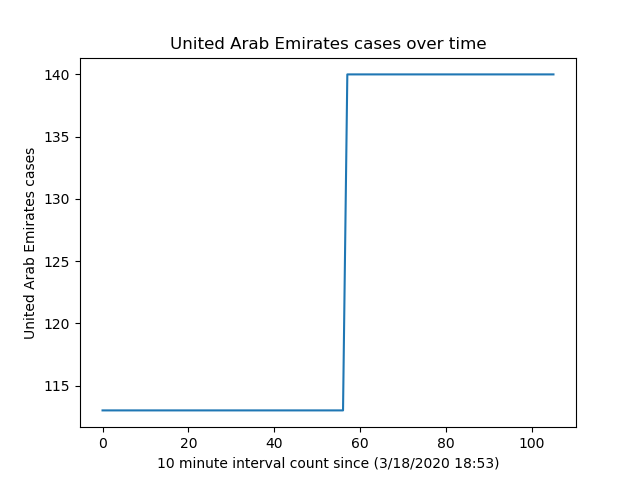 United Arab Emirates cases over time
United Arab Emirates cases
140
135
130
125
120
115
0 20 40 60 80 100
10 minute interval count since (3/18/2020 18:53)